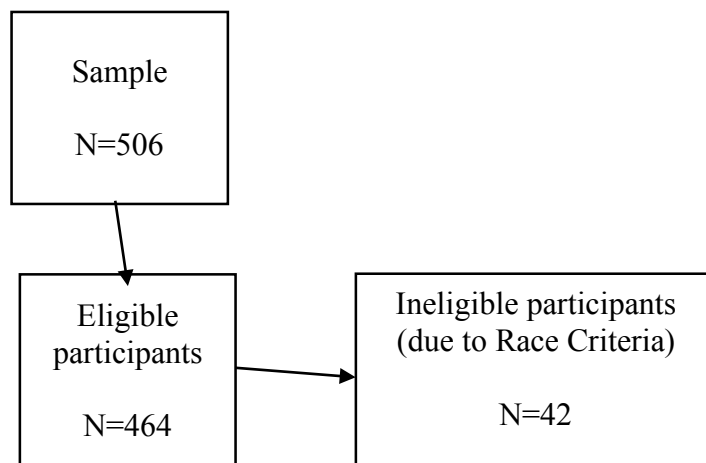 Sample
N=506
Eligible
participants
N=464
Ineligible participants
(due to Race Criteria)
N=42